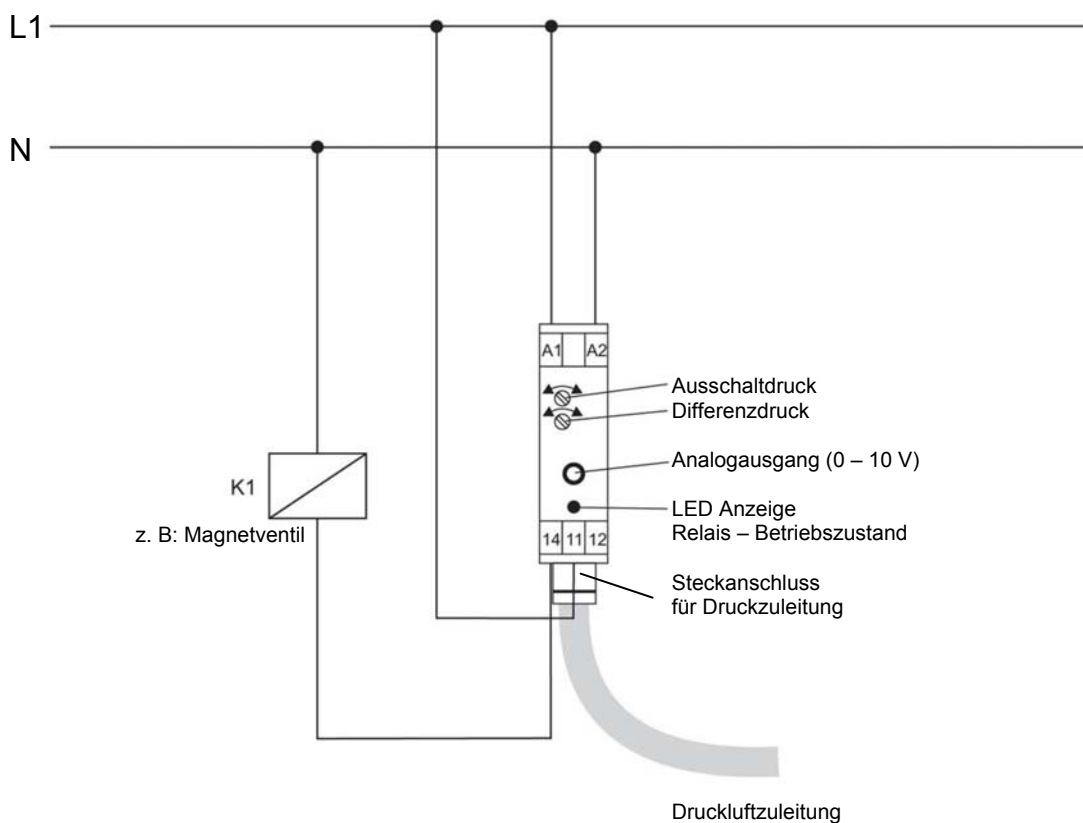 L1
N
A1 A2
Ausschaltdruck
Differenzdruck
Analogausgang (0 – 10 V)
K1
z. B: Magnetventil
LED Anzeige
Relais – Betriebszustand
14 11 12
Steckanschluss
für Druckzuleitung
Druckluftzuleitung